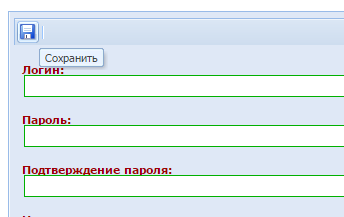 Сохранить
Логин:
Пароль:
Подтверждение пароля: